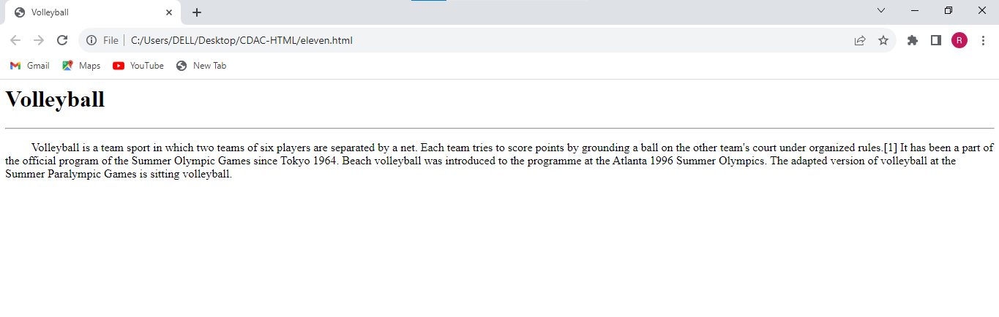 Volleyball
File C:/Users/DELL/Desktop/CDAC-HTML/eleven.html
R
Gmail Maps YouTube New Tab
Volleyball
Volleyball is a team sport in which two teams of six players are separated by a net. Each team tries to score points by grounding a ball on the other team's court under organized rules.[1] It has been a part of
the official program of the Summer Olympic Games since Tokyo 1964. Beach volleyball was introduced to the programme at the Atlanta 1996 Summer Olympics. The adapted version of volleyball at the
Summer Paralympic Games is sitting volleyball.